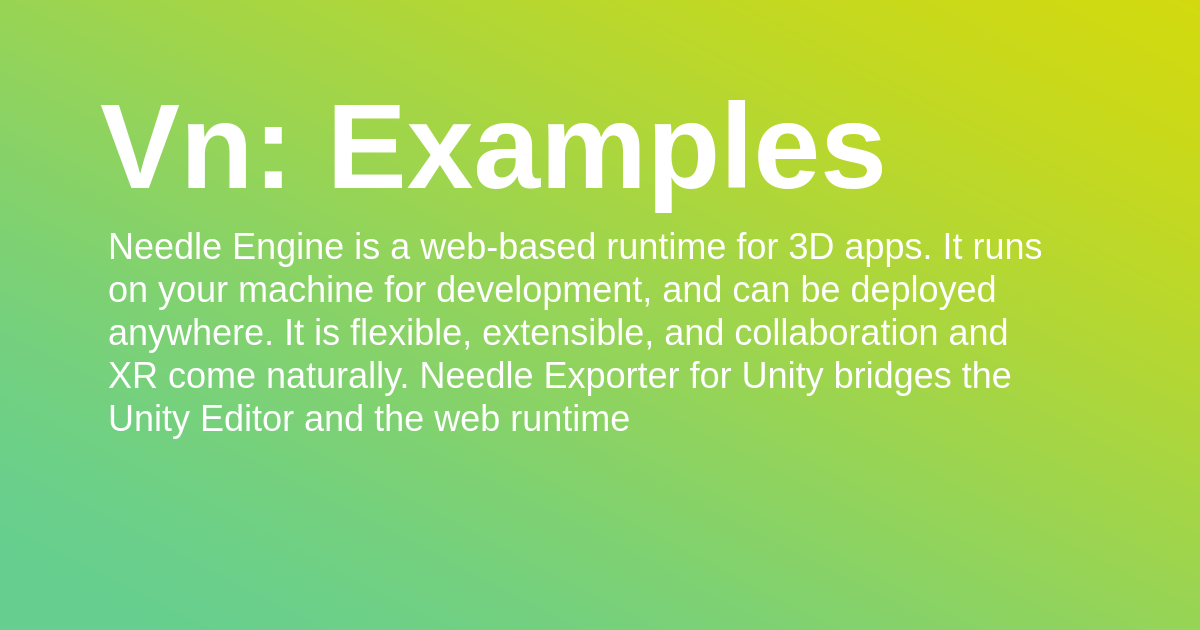 Vn: Examples
Needle Engine is a web-based runtime for 3D apps. It runs
on your machine for development, and can be deployed
anywhere. It is flexible, extensible, and collaboration and
XR come naturally. Needle Exporter for Unity bridges the
Unity Editor and the web runtime